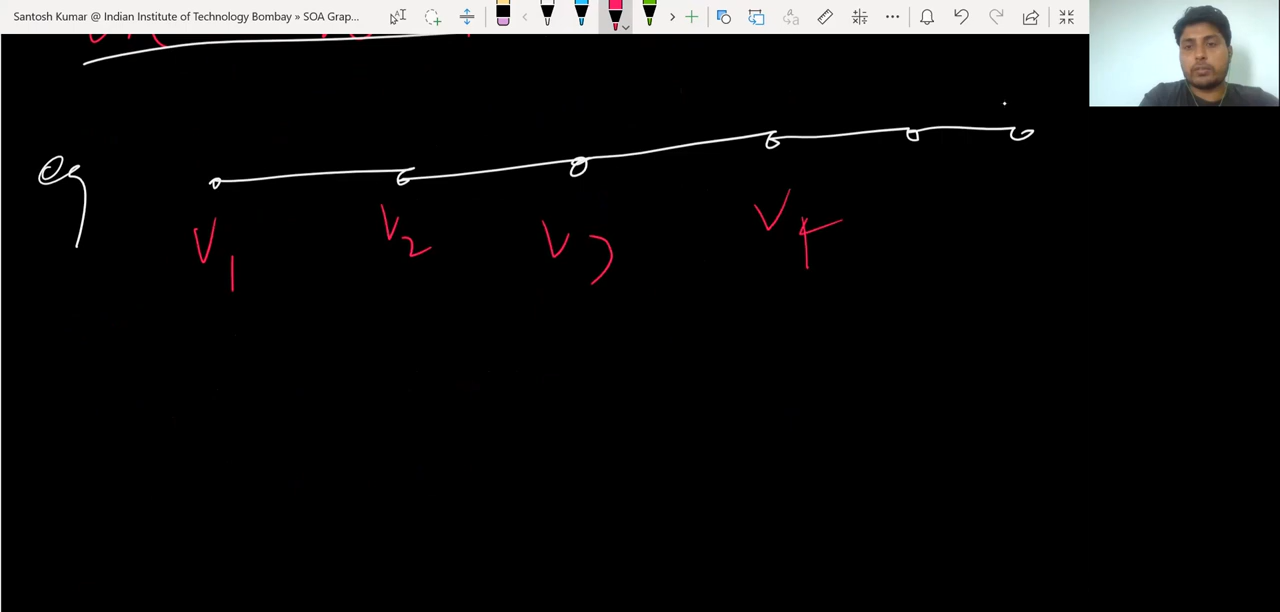 Santosh Kumar @ Indian Institute of Technology Bombay » SOA Grap...
eg
V1 V2 V3 V4